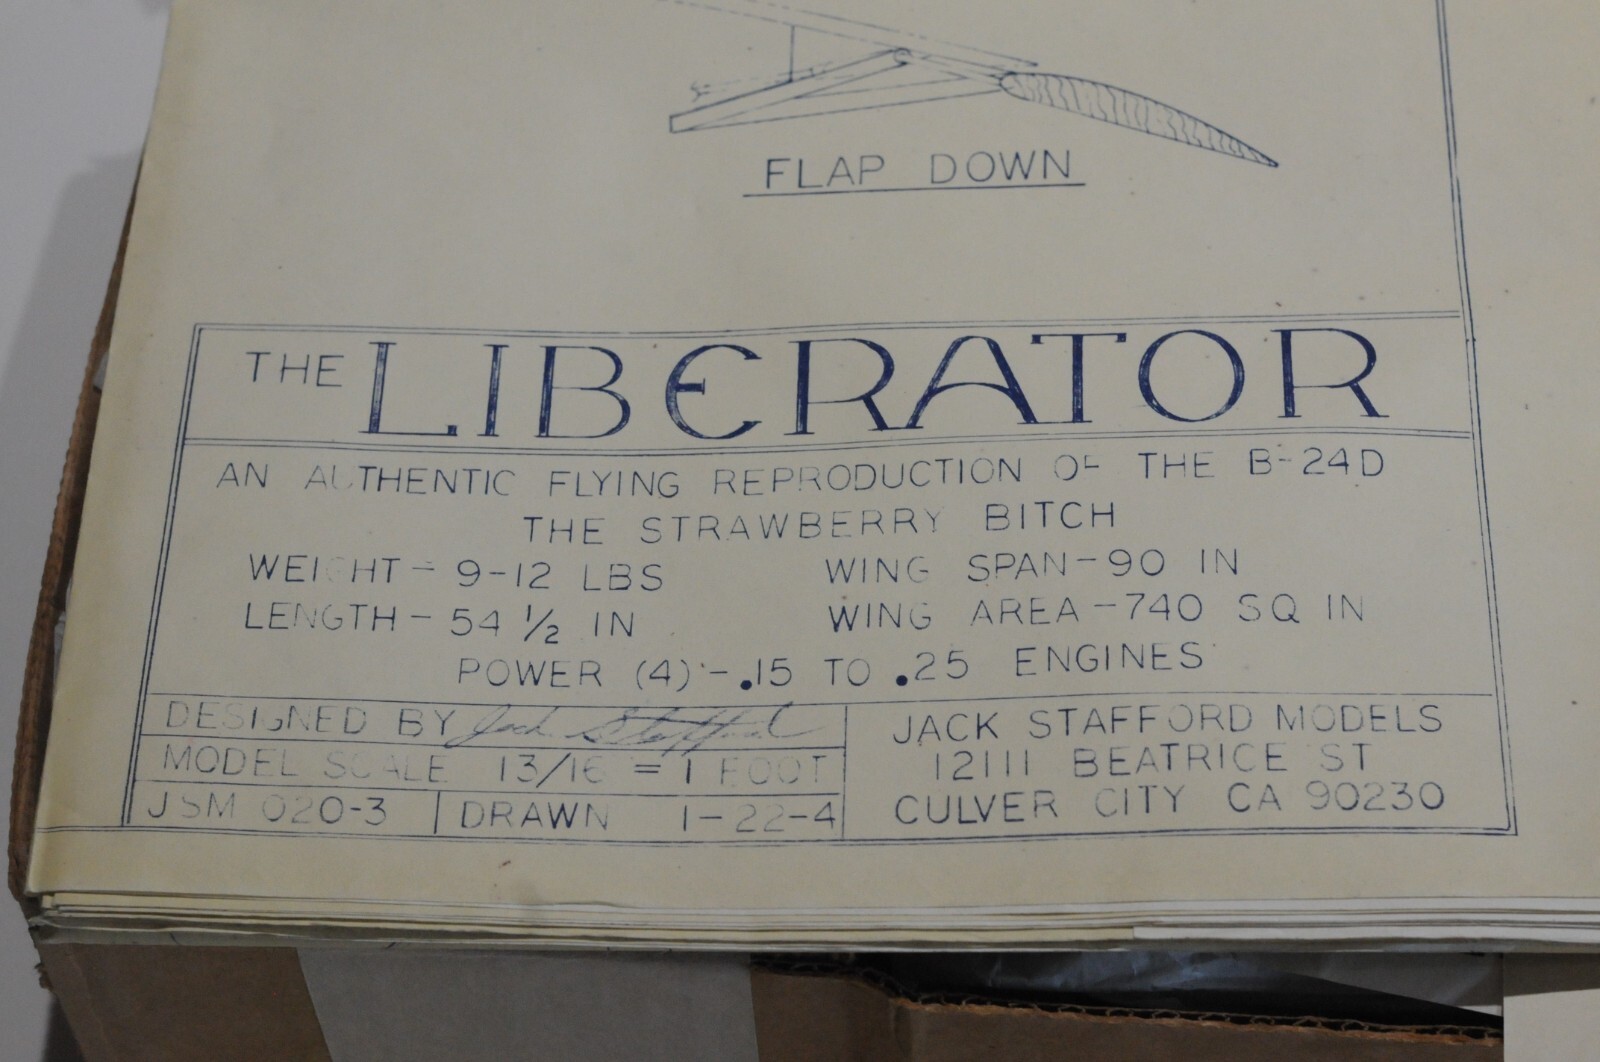 FLAP DOWN
THE LIBERATOR
AN AUTHENTIC FLYING REPRODUCTION OF THE B-24D
THE STRAWBERRY BITCH
WEIGHT - 9-12 LBS WING SPAN - 90 IN
LENGTH - 54 1/2 IN WING AREA - 740 SQ IN
POWER (4) - .15 TO .25 ENGINES
DESIGNED BY Jack Stafford
MODEL SCALE 13/16 = 1 FOOT
JSM 020-3 DRAWN 1-22-4
JACK STAFFORD MODELS
12111 BEATRICE ST
CULVER CITY CA 90230